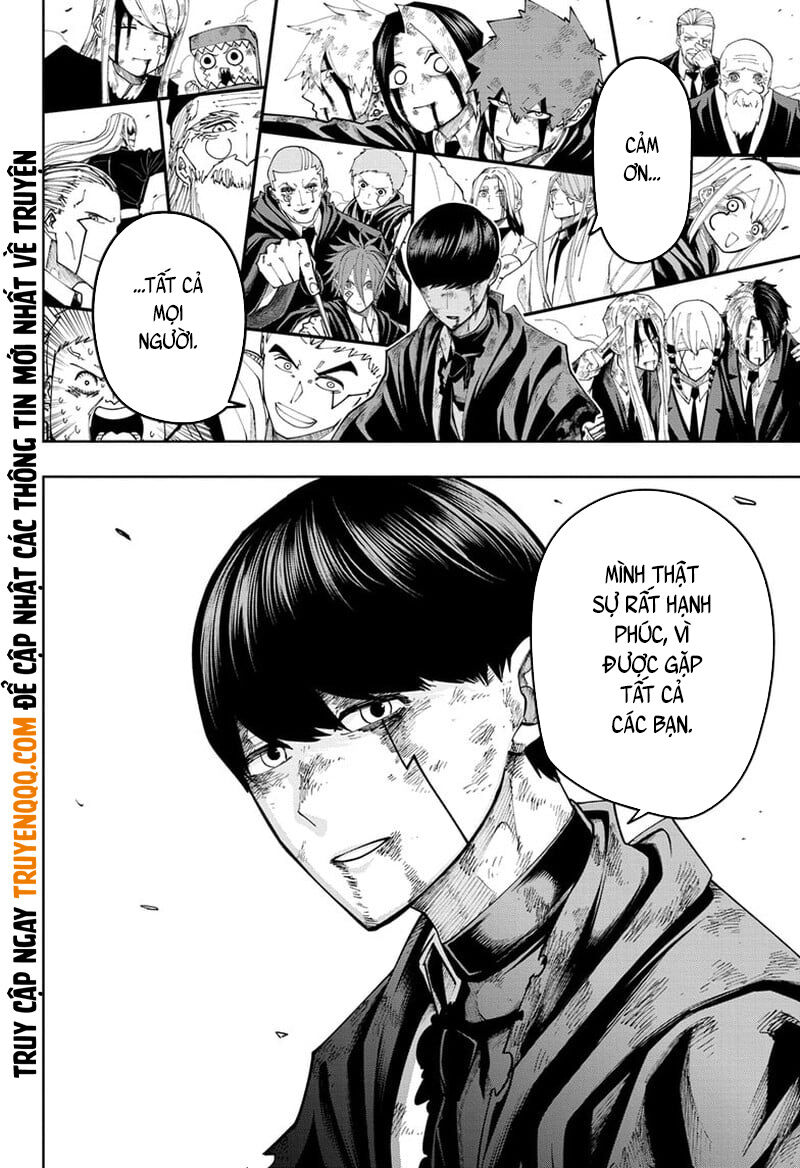 CẢM
ƠN...
...TẤT CẢ
MỌI
NGƯỜI.
MÌNH THẬT
SỰ RẤT HẠNH
PHÚC, VÌ
ĐƯỢC GẶP
TẤT CẢ
CÁC BẠN.
TRUY CẬP NGAY TRUYENQQQ.COM ĐỂ CẬP NHẬT CÁC THÔNG TIN MỚI NHẤT VỀ TRUYỆN